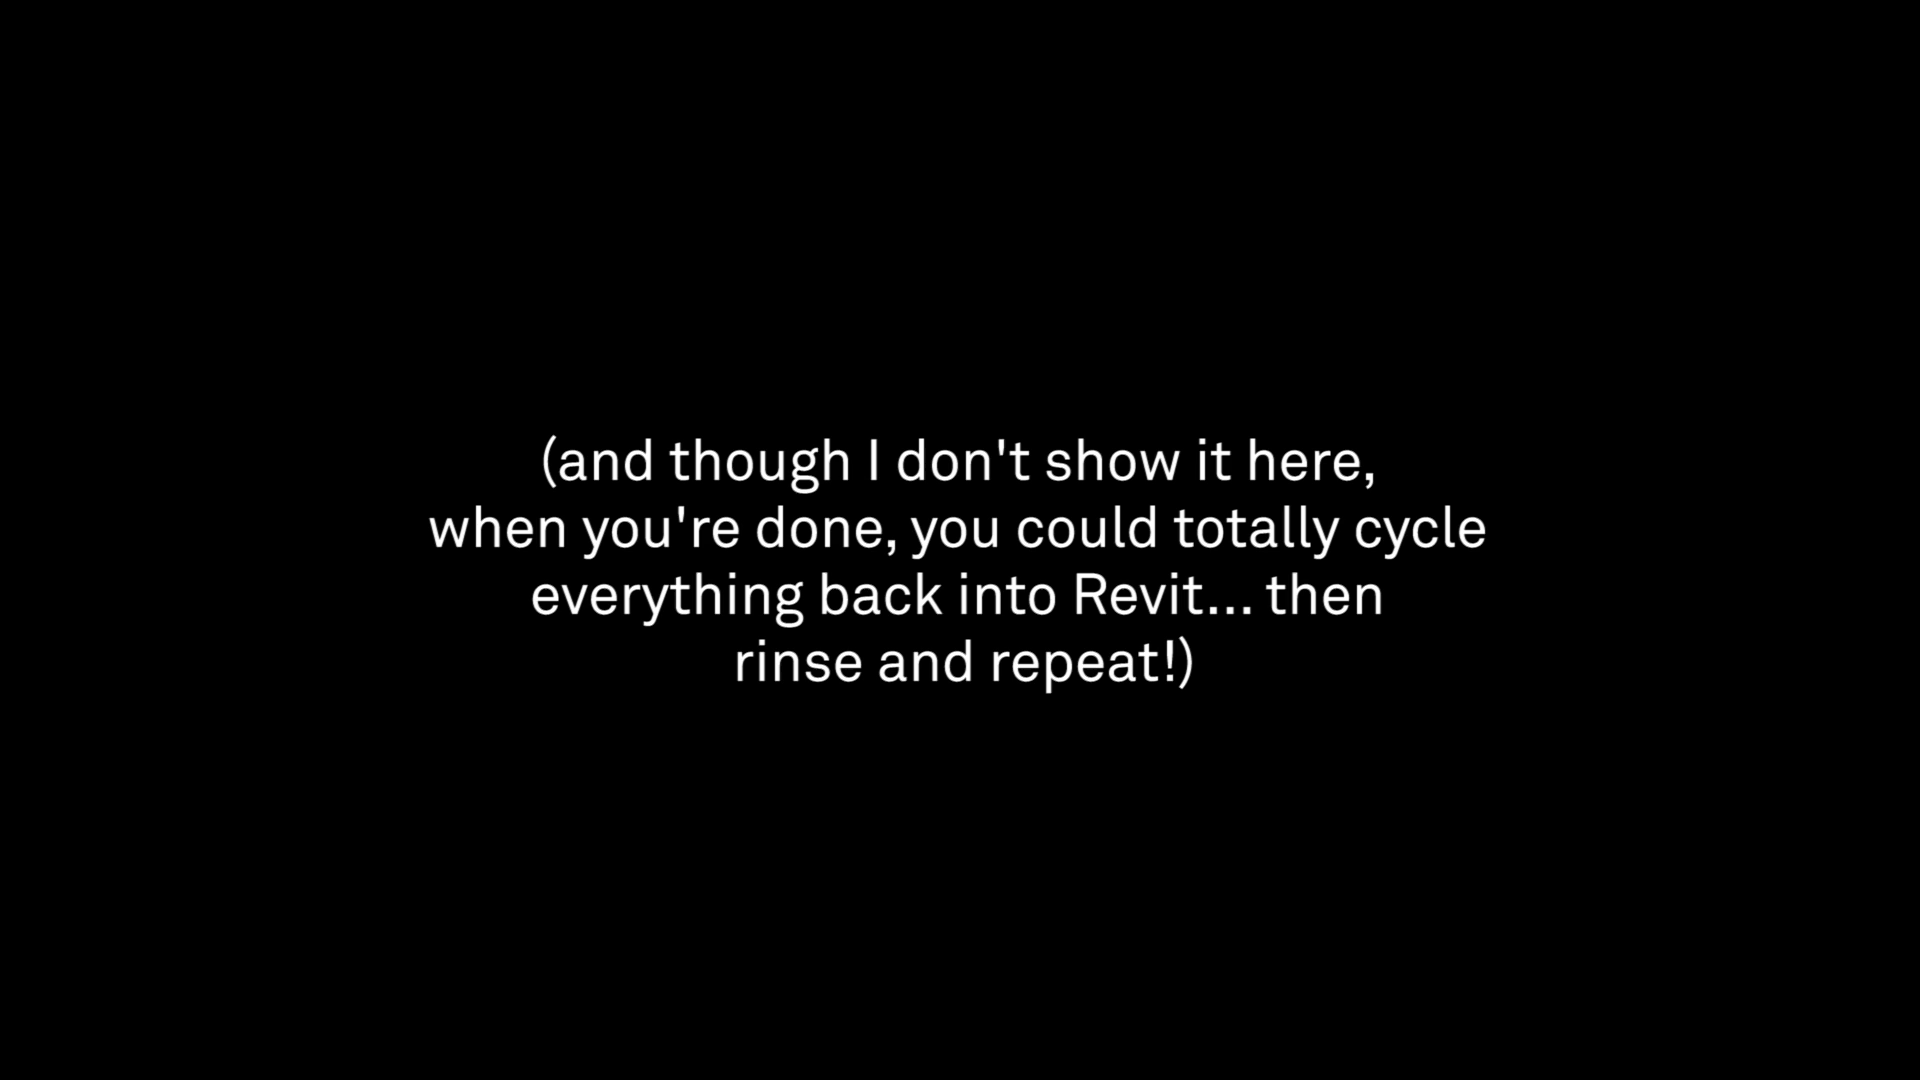 (and though I don't show it here,
when you're done, you could totally cycle
everything back into Revit... then
rinse and repeat!)